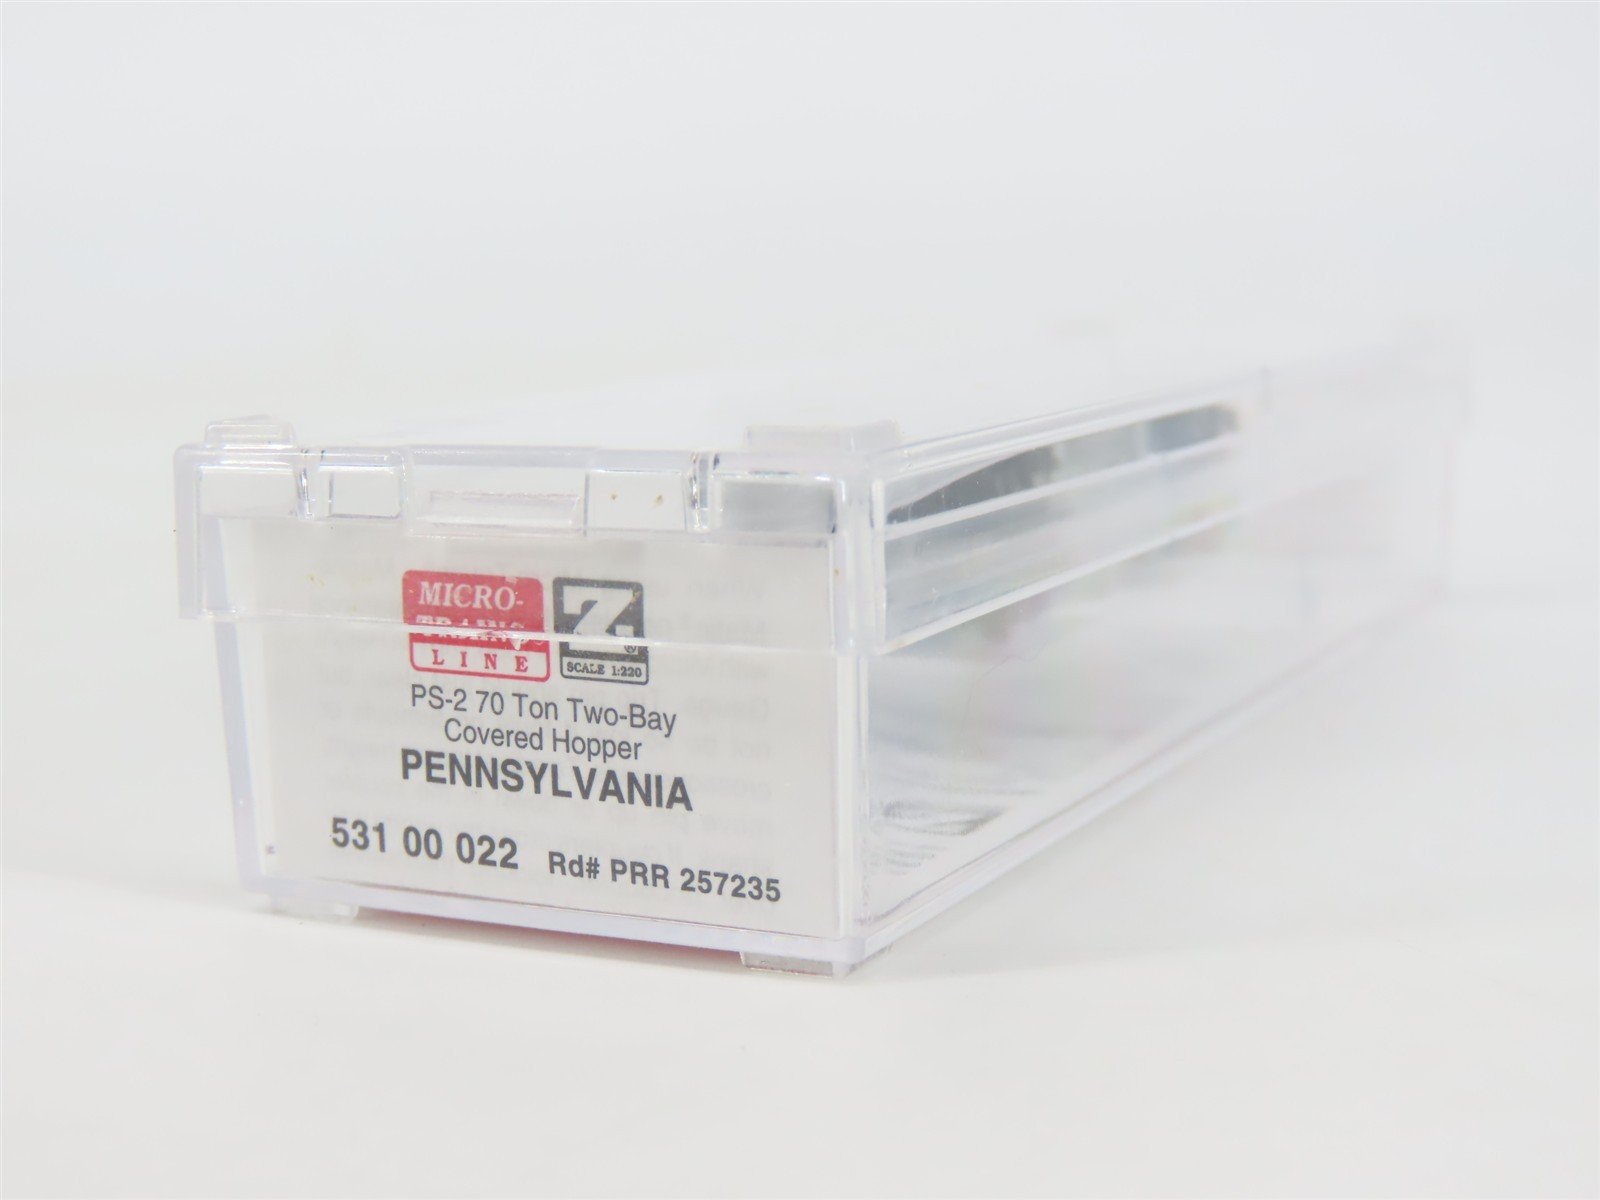 MICRO-
TRAINS
LINE
Z®
SCALE 1:220
PS-2 70 Ton Two-Bay
Covered Hopper
PENNSYLVANIA
531 00 022 Rd# PRR 257235